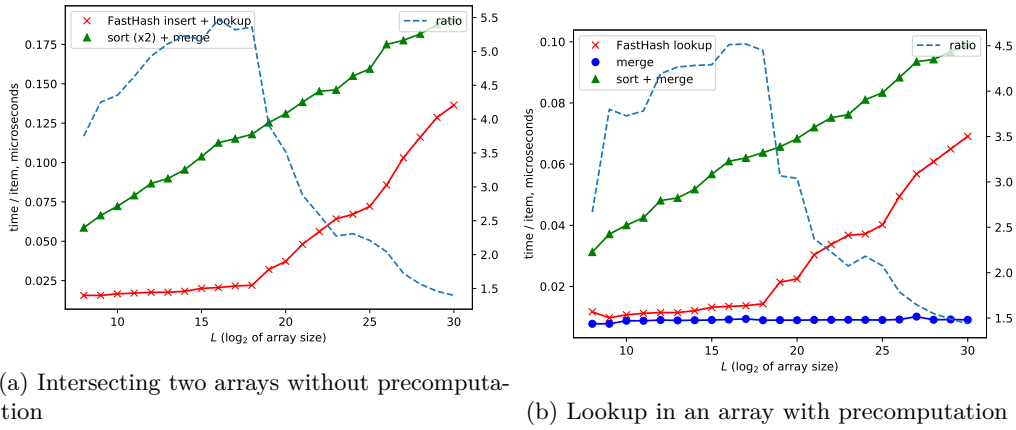 FastHash insert + lookup
sort (x2) + merge
ratio
time / item, microseconds
0.175
0.150
0.125
0.100
0.075
0.050
0.025
5.5
5.0
4.5
4.0
3.5
3.0
2.5
2.0
1.5
10 15 20 25 30
L (log2 of array size)
(a) Intersecting two arrays without precomputa-
tion
FastHash lookup
merge
sort + merge
ratio
time / item, microseconds
0.10
0.08
0.06
0.04
0.02
4.5
4.0
3.5
3.0
2.5
2.0
1.5
10 15 20 25 30
L (log2 of array size)
(b) Lookup in an array with precomputation